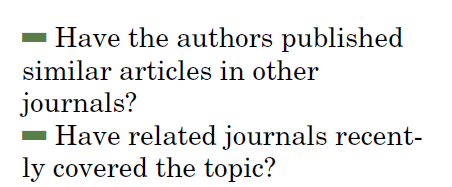 Have the authors published
similar articles in other
journals?
Have related journals recent-
ly covered the topic?